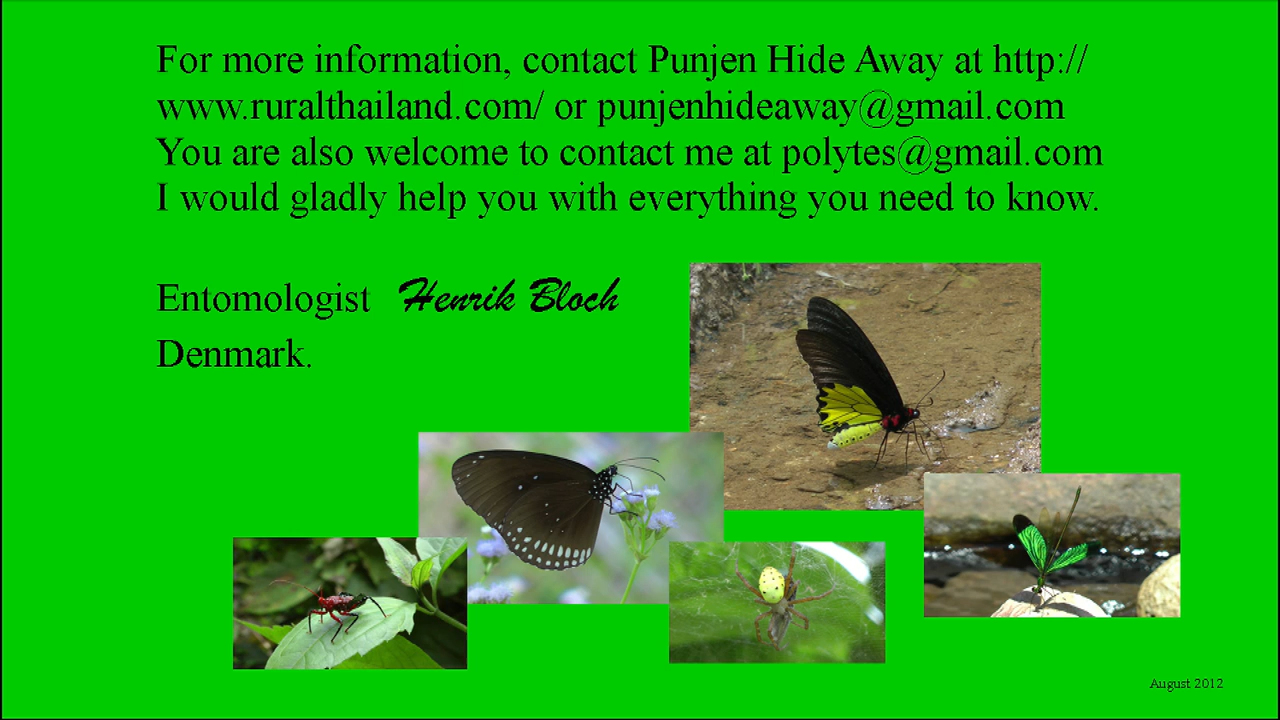 For more information, contact Punjen Hide Away at http://
www.ruralthailand.com/ or punjenhideaway@gmail.com
You are also welcome to contact me at polytes@gmail.com
I would gladly help you with everything you need to know.
Entomologist Henrik Bloch
Denmark.
August 2012